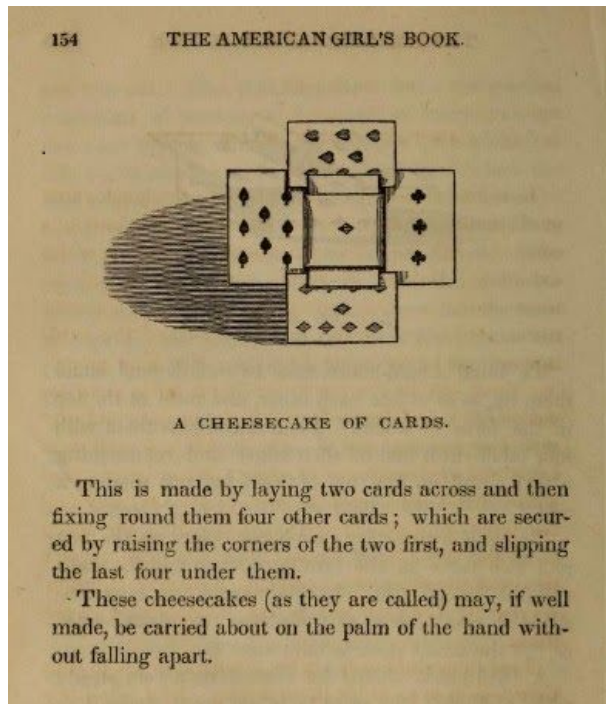 154 THE AMERICAN GIRL'S BOOK.
A CHEESECAKE OF CARDS.
This is made by laying two cards across and then
fixing round them four other cards; which are secur-
ed by raising the corners of the two first, and slipping
the last four under them.
These cheesecakes (as they are called) may, if well
made, be carried about on the palm of the hand with-
out falling apart.